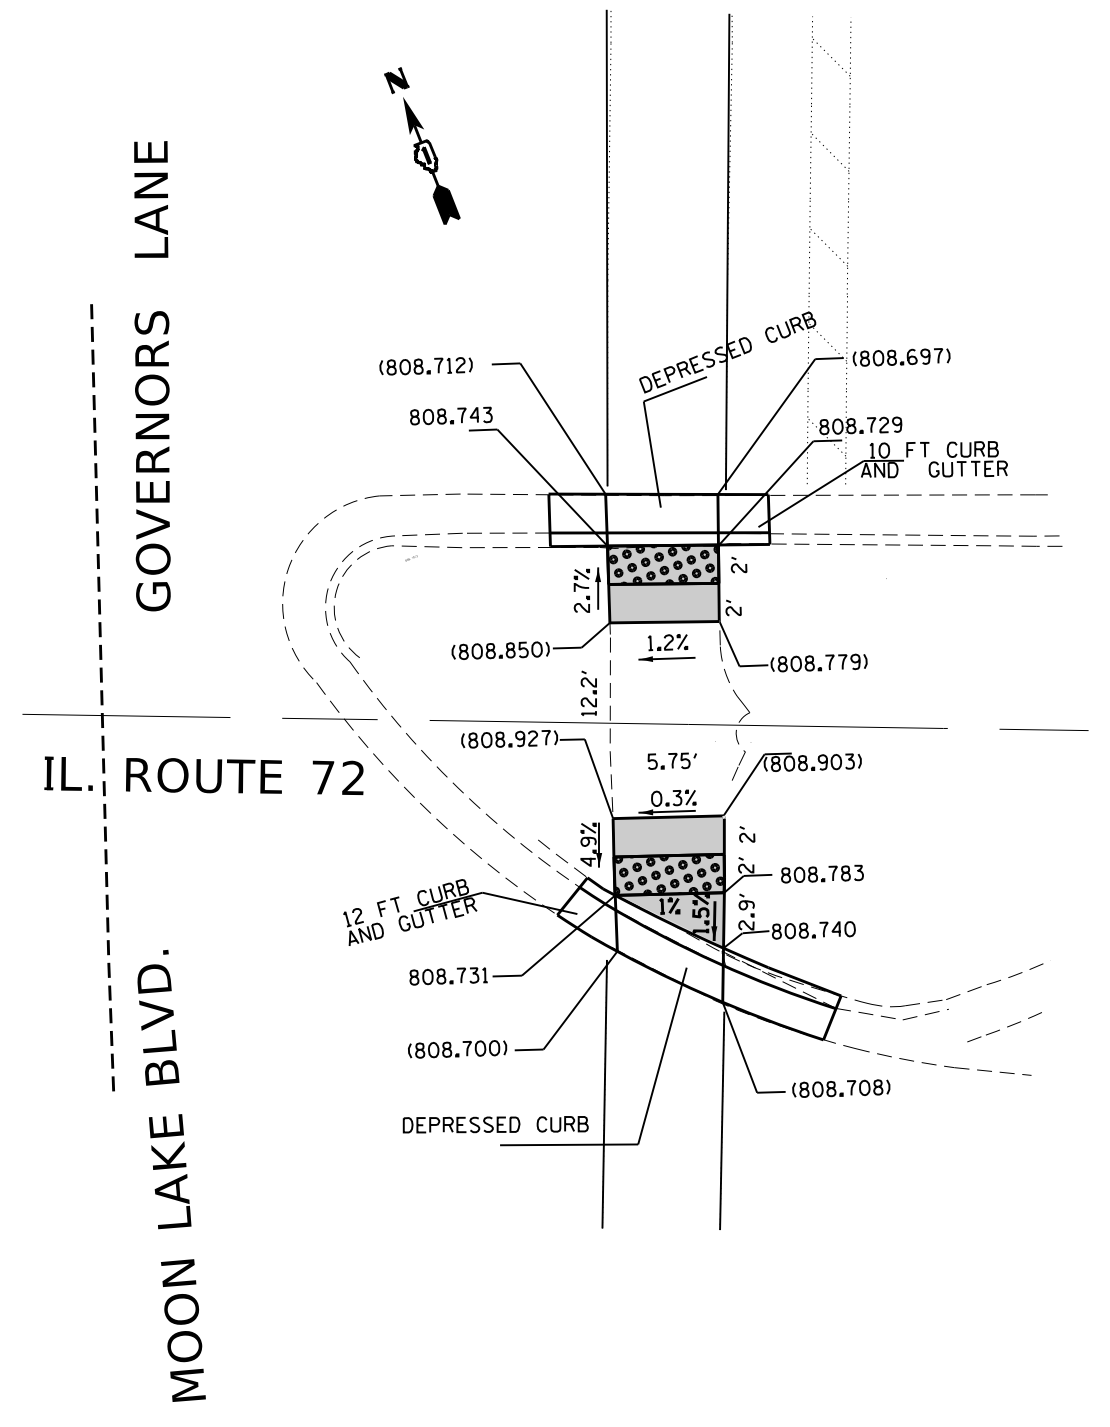 N
GOVERNORS LANE
DEPRESSED CURB
(808.712)
(808.697)
808.743
808.729
10 FT CURB
AND GUTTER
2.7%
2'
2'
(808.850)
1.2%
(808.779)
12.2'
(808.927)
5.75'
(808.903)
IL. ROUTE 72
0.3%
4.9%
2'
2'
808.783
12 FT CURB
AND GUTTER
1%
1.5%
2.9'
808.740
808.731
(808.700)
(808.708)
DEPRESSED CURB
MOON LAKE BLVD.